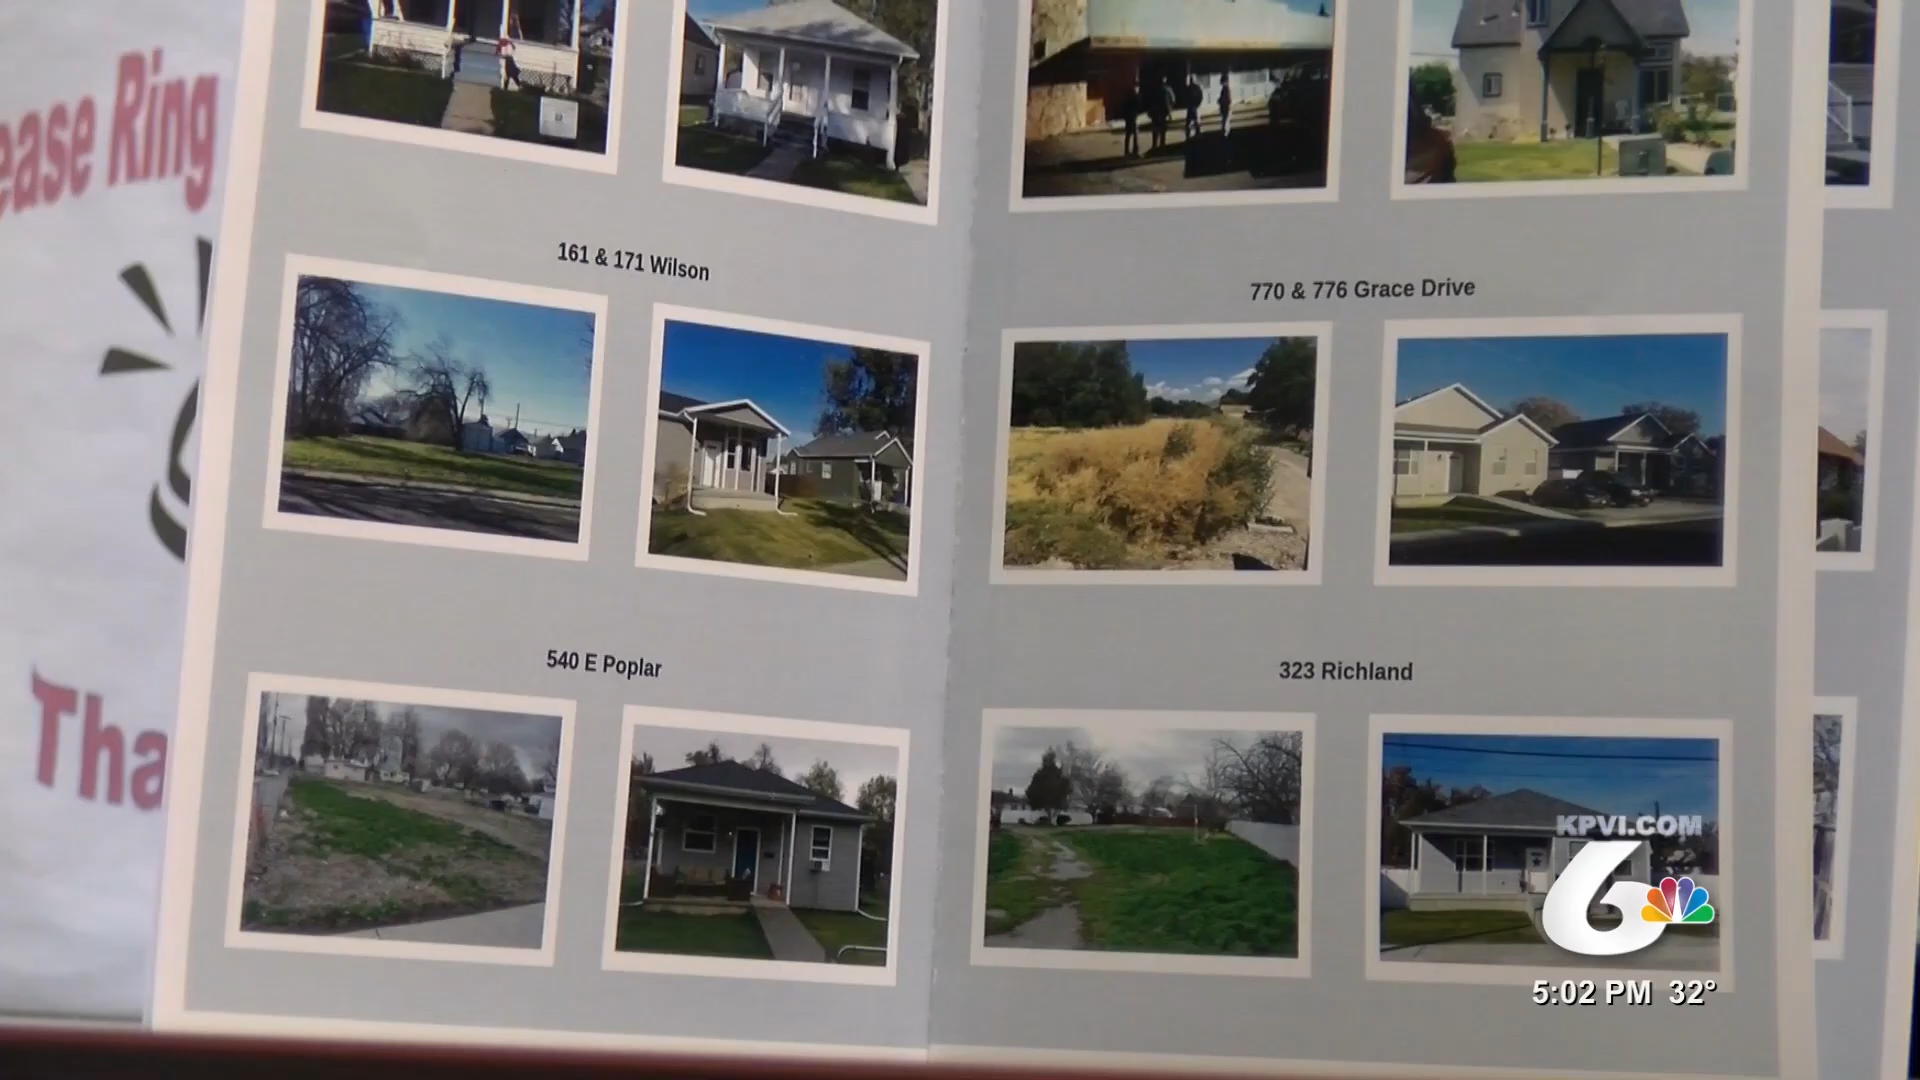 ease Ring
Tha
161 & 171 Wilson
770 & 776 Grace Drive
540 E Poplar
323 Richland
KPVI.COM
6
5:02 PM 32°